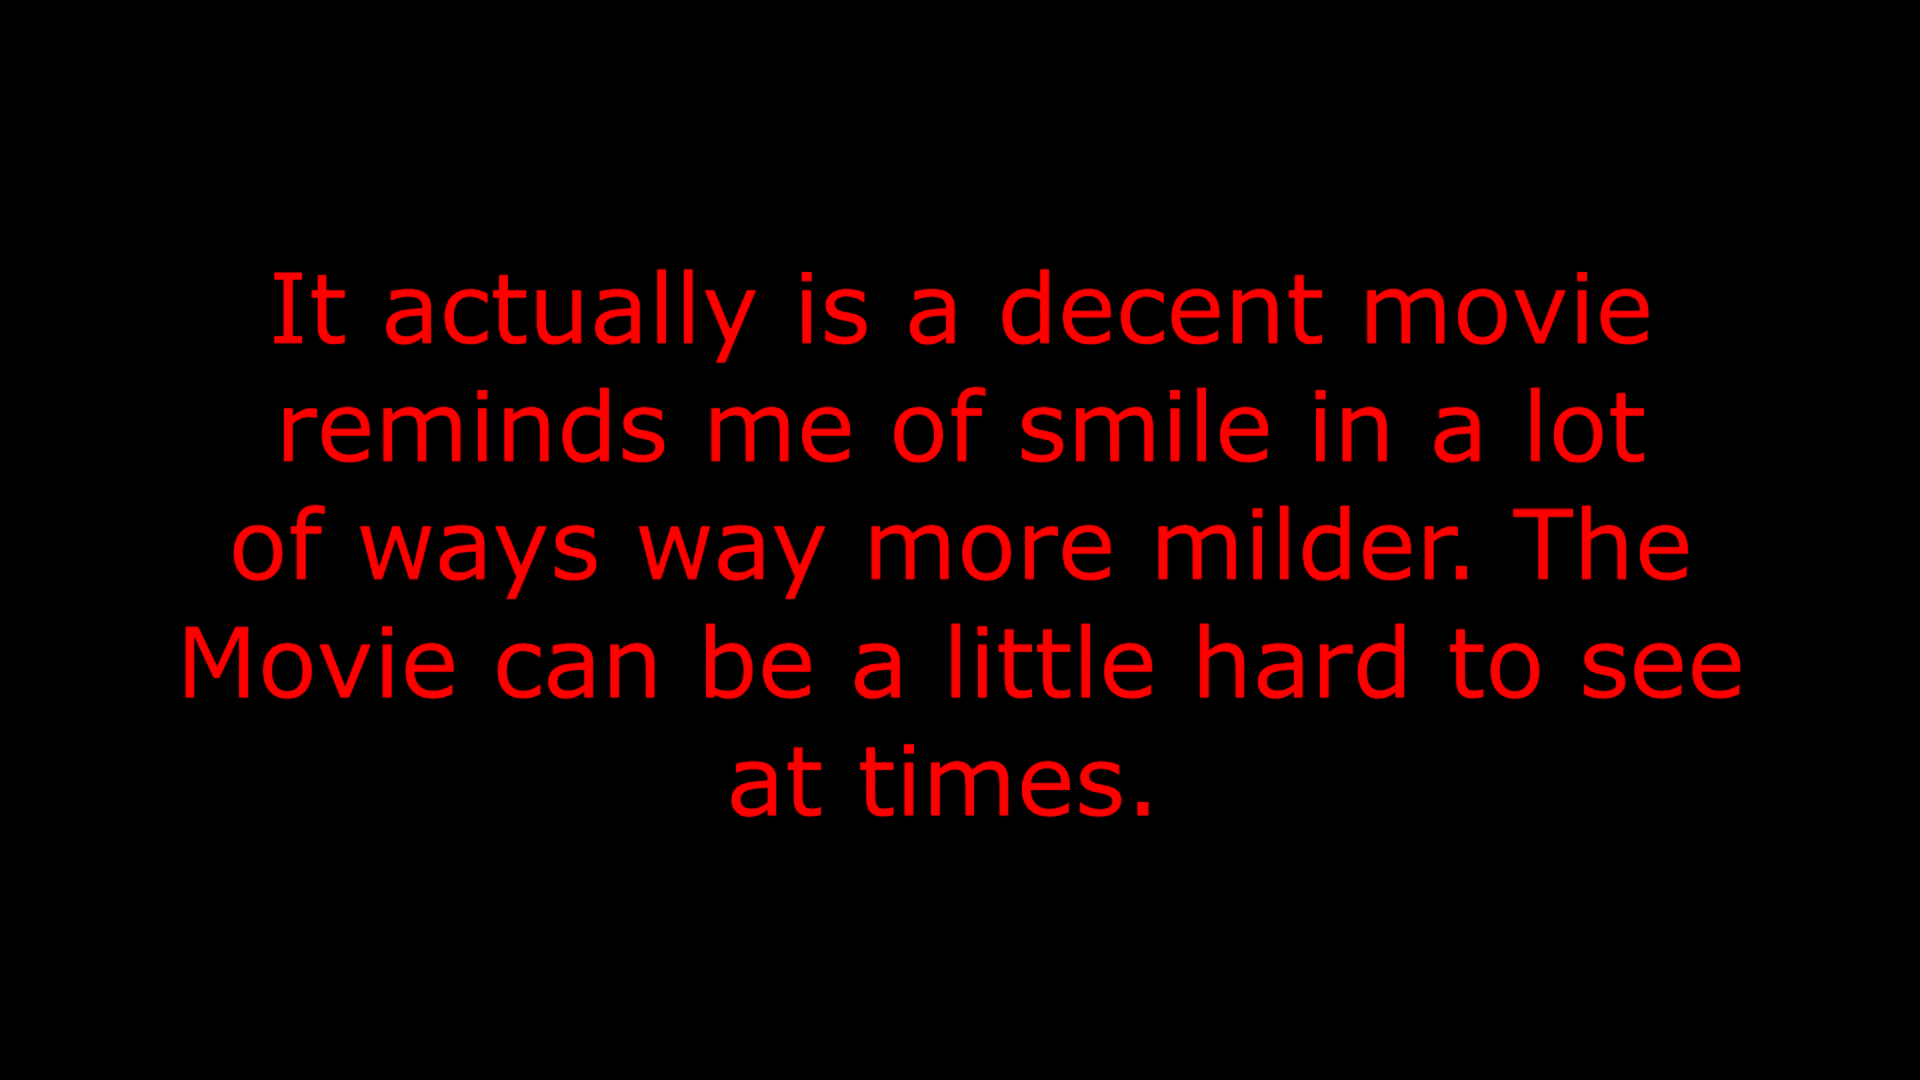 It actually is a decent movie
reminds me of smile in a lot
of ways way more milder. The
Movie can be a little hard to see
at times.